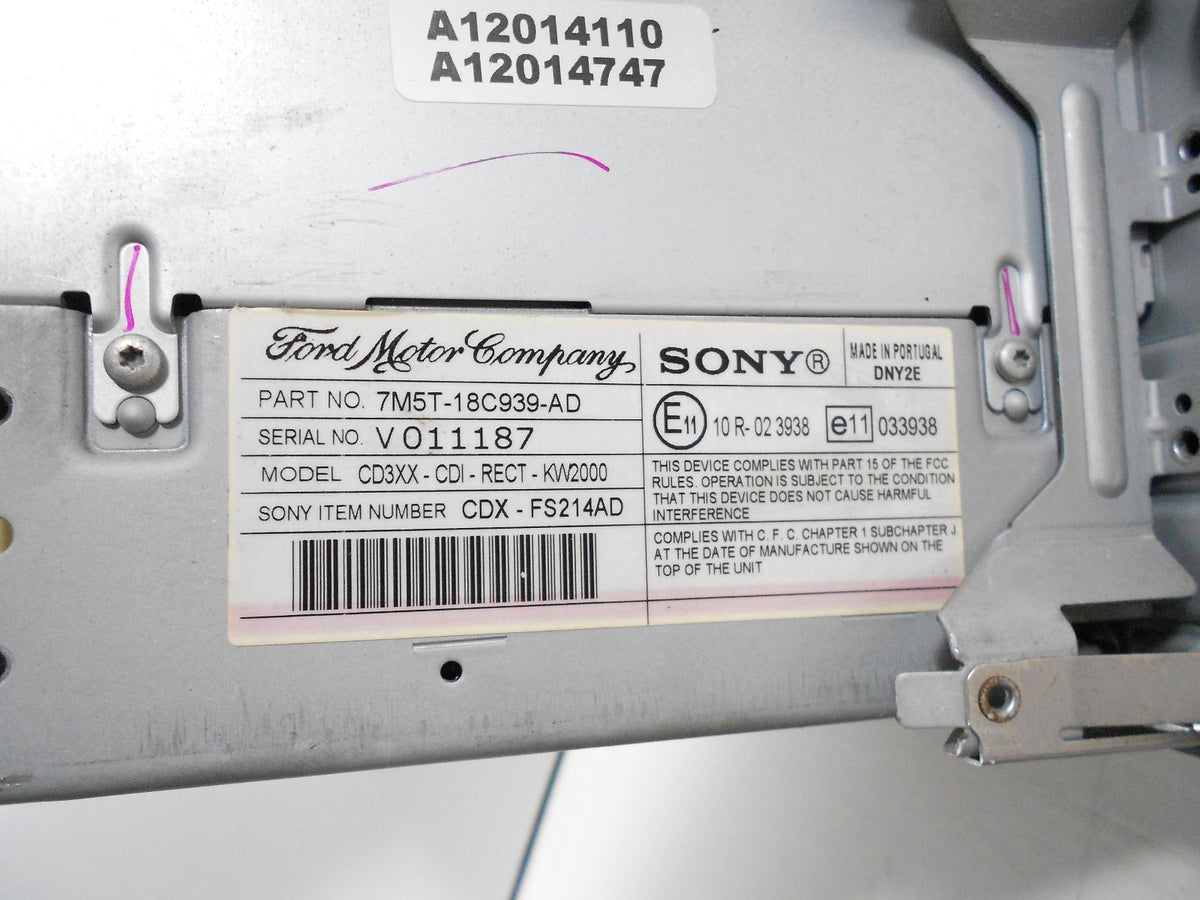 A12014110
A12014747
Ford Motor Company
SONY®
MADE IN PORTUGAL
DNY2E
PART NO. 7M5T-18C939-AD
SERIAL NO. V011187
MODEL CD3XX - CDI - RECT - KW2000
SONY ITEM NUMBER CDX - FS214AD
E11 10 R- 02 3938 e11 033938
THIS DEVICE COMPLIES WITH PART 15 OF THE FCC
RULES. OPERATION IS SUBJECT TO THE CONDITION
THAT THIS DEVICE DOES NOT CAUSE HARMFUL
INTERFERENCE
COMPLIES WITH C. F. C. CHAPTER 1 SUBCHAPTER J
AT THE DATE OF MANUFACTURE SHOWN ON THE
TOP OF THE UNIT